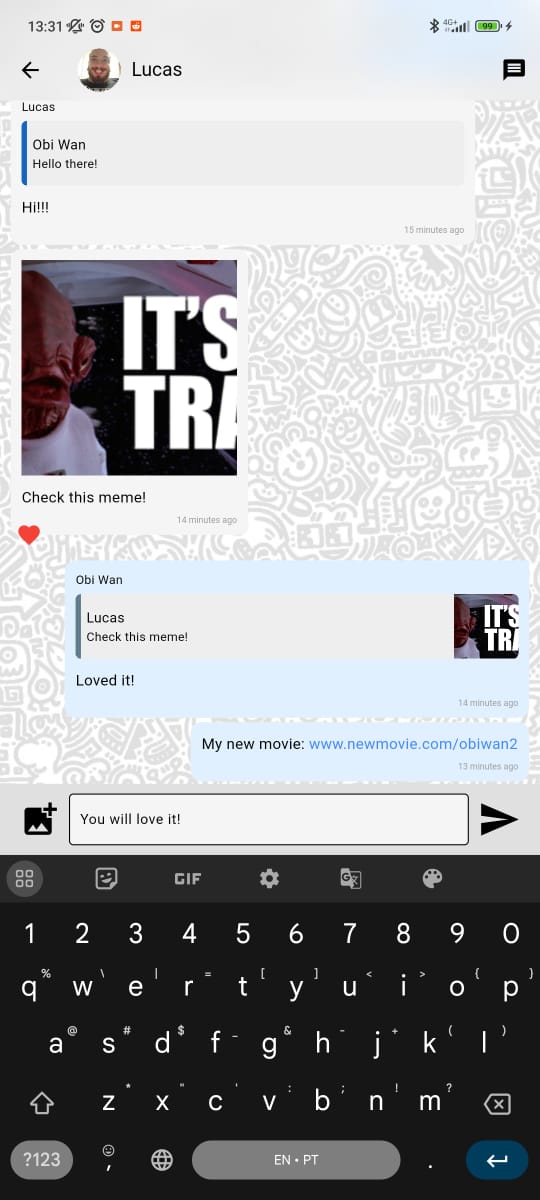 13:31
4G+
99
Lucas
Lucas
Obi Wan
Hello there!
Hi!!!
15 minutes ago
IT'S
TRA
Check this meme!
14 minutes ago
Obi Wan
Lucas
Check this meme!
IT'S
TRA
Loved it!
14 minutes ago
My new movie: www.newmovie.com/obiwan2
13 minutes ago
You will love it!
GIF
1 2 3 4 5 6 7 8 9 0
% \ | = [ ] < > { }
q w e r t y u i o p
@ # $ _ & - + ( )
a s d f g h j k l
* " ' : ; ! ?
z x c v b n m
?123 , EN • PT .